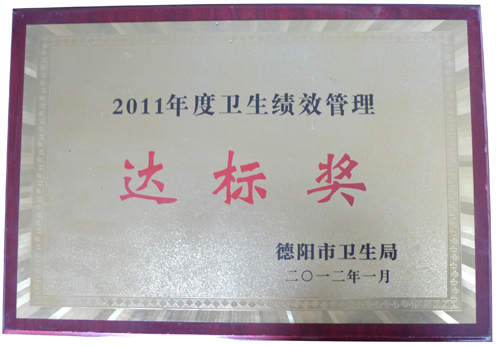 2011年度卫生绩效管理
达标奖
德阳市卫生局
二〇一二年一月